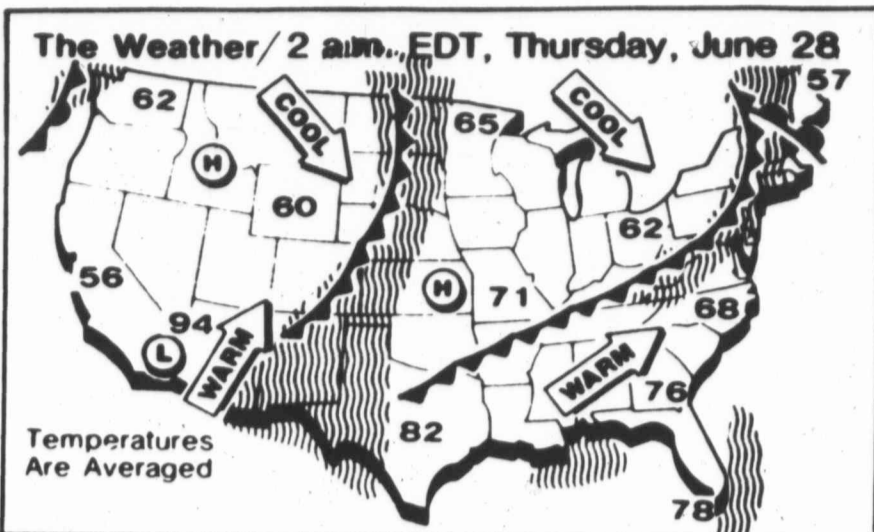 The Weather/2 a.m. EDT, Thursday, June 28
57
62
COOL
COOL
65
H
60
62
56
H
71
94
68
L
WARM
WARM
76
82
Temperatures
Are Averaged
78